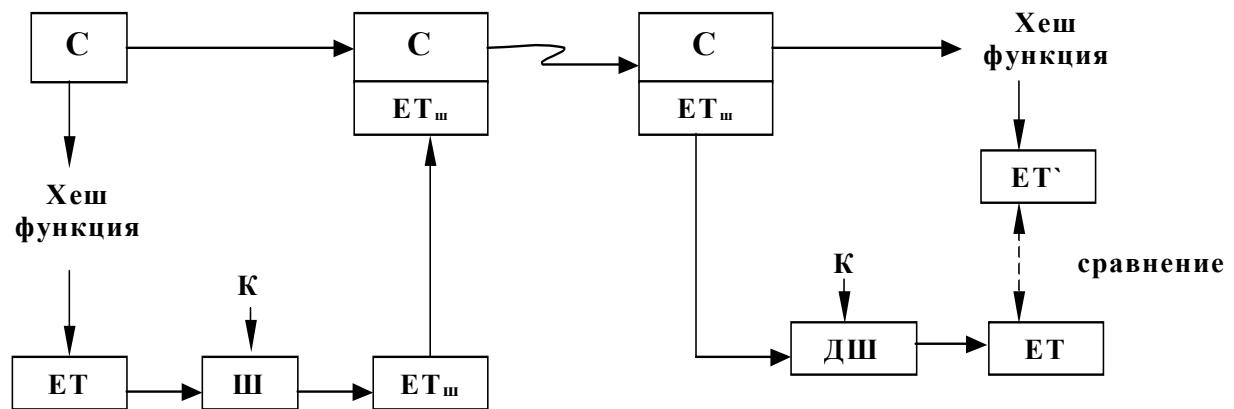 С
С
С
Хеш
функция
ЕТш
ЕТш
ЕТ`
Хеш
функция
К
К
сравнение
ЕТ
Ш
ЕТш
ДШ
ЕТ